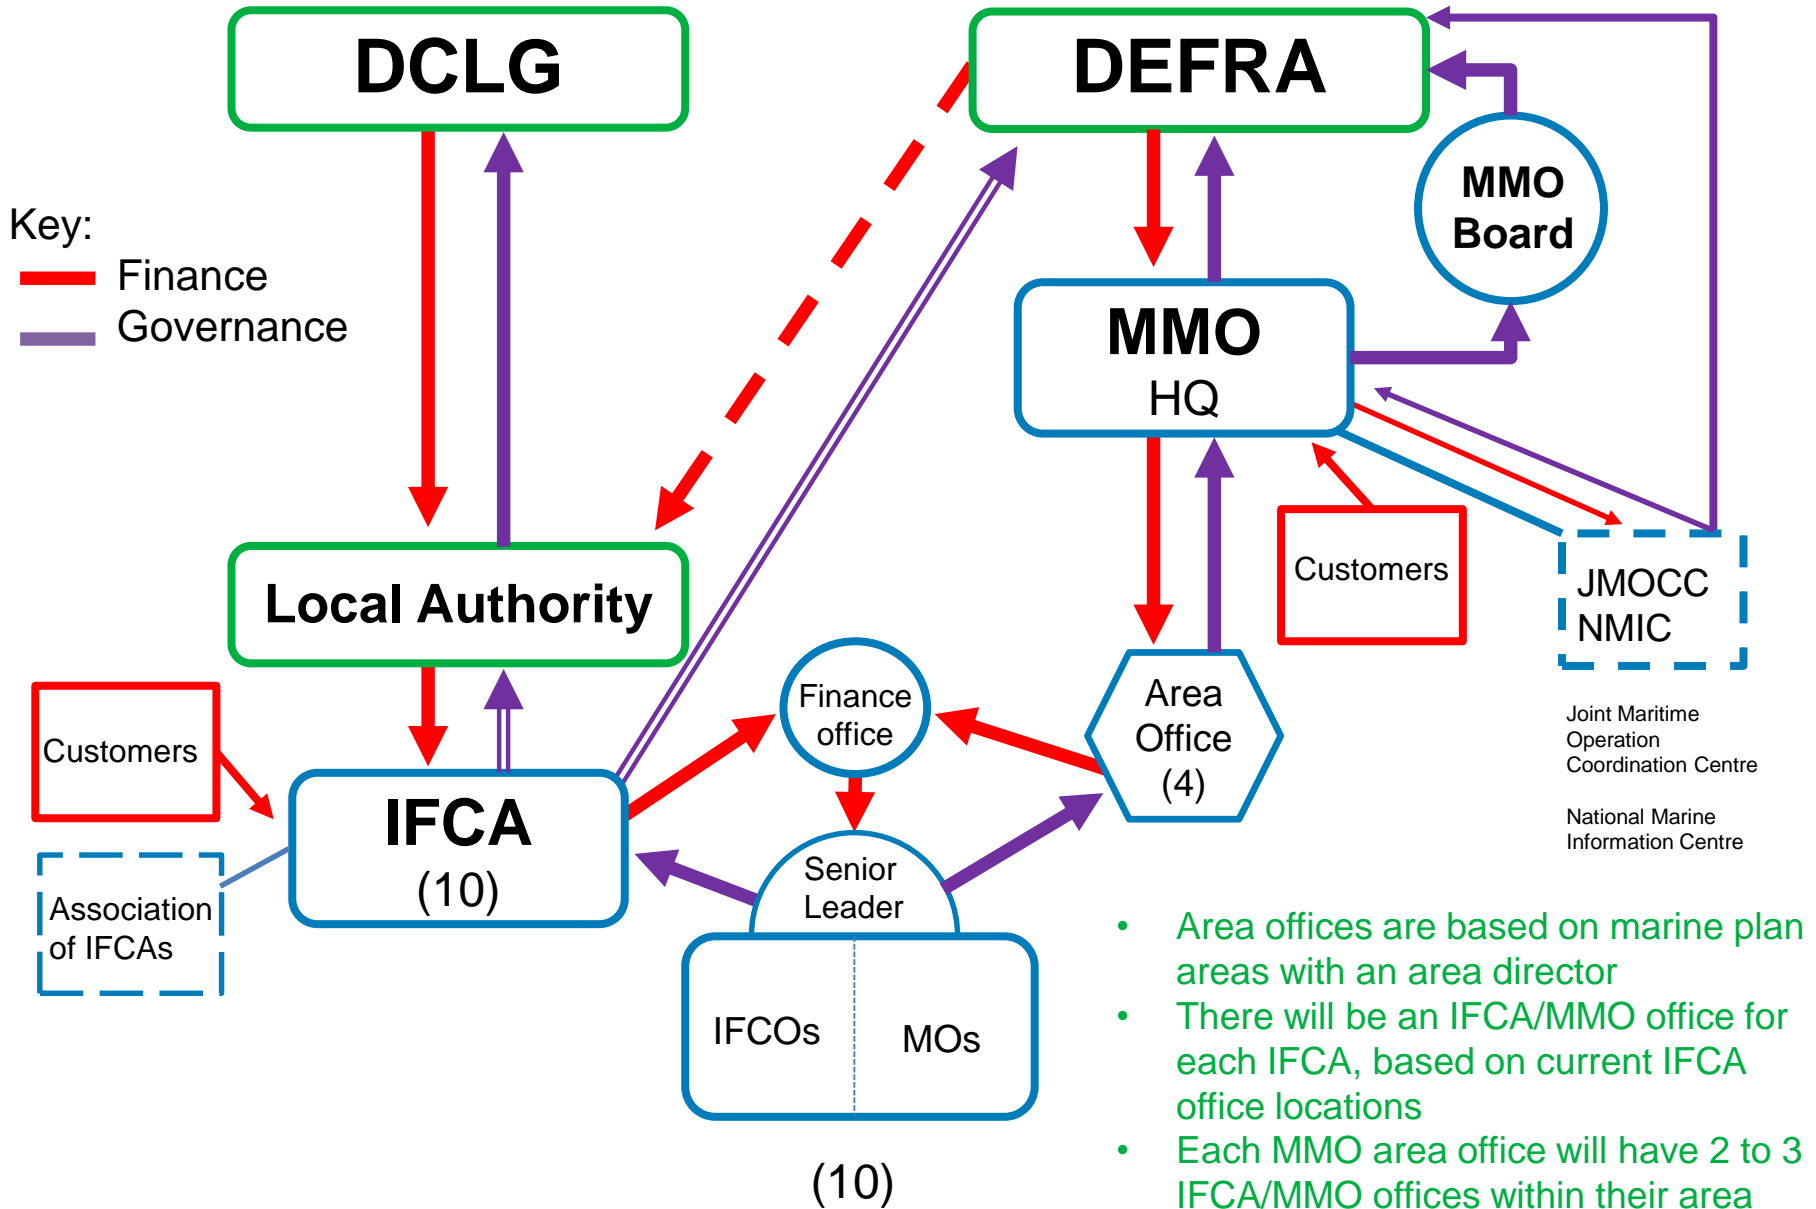 DCLG
DEFRA
MMO
Board
Key:
Finance
Governance
MMO
HQ
Local Authority
Customers
JMOCC
NMIC
Customers
Finance
office
Area
Office
(4)
Joint Maritime
Operation
Coordination Centre
National Marine
Information Centre
IFCA
(10)
Association
of IFCAs
Senior
Leader
IFCOs
MOs
(10)
• Area offices are based on marine plan
areas with an area director
• There will be an IFCA/MMO office for
each IFCA, based on current IFCA
office locations
• Each MMO area office will have 2 to 3
IFCA/MMO offices within their area